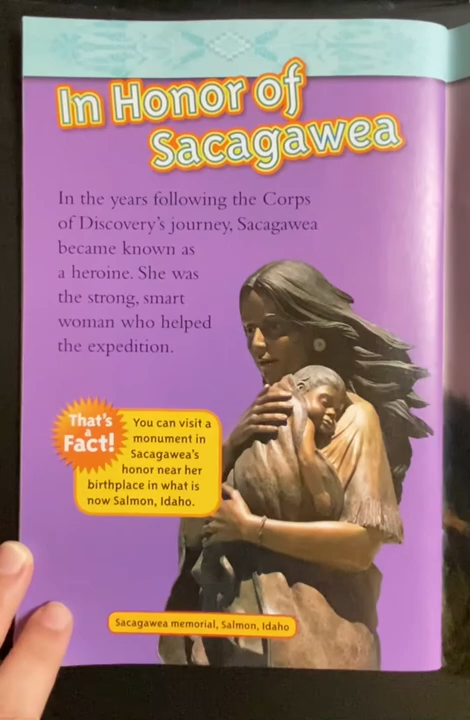 In Honor of
Sacagawea
In the years following the Corps
of Discovery's journey, Sacagawea
became known as
a heroine. She was
the strong, smart
woman who helped
the expedition.
That's
a
Fact!
You can visit a
monument in
Sacagawea's
honor near her
birthplace in what is
now Salmon, Idaho.
Sacagawea memorial, Salmon, Idaho